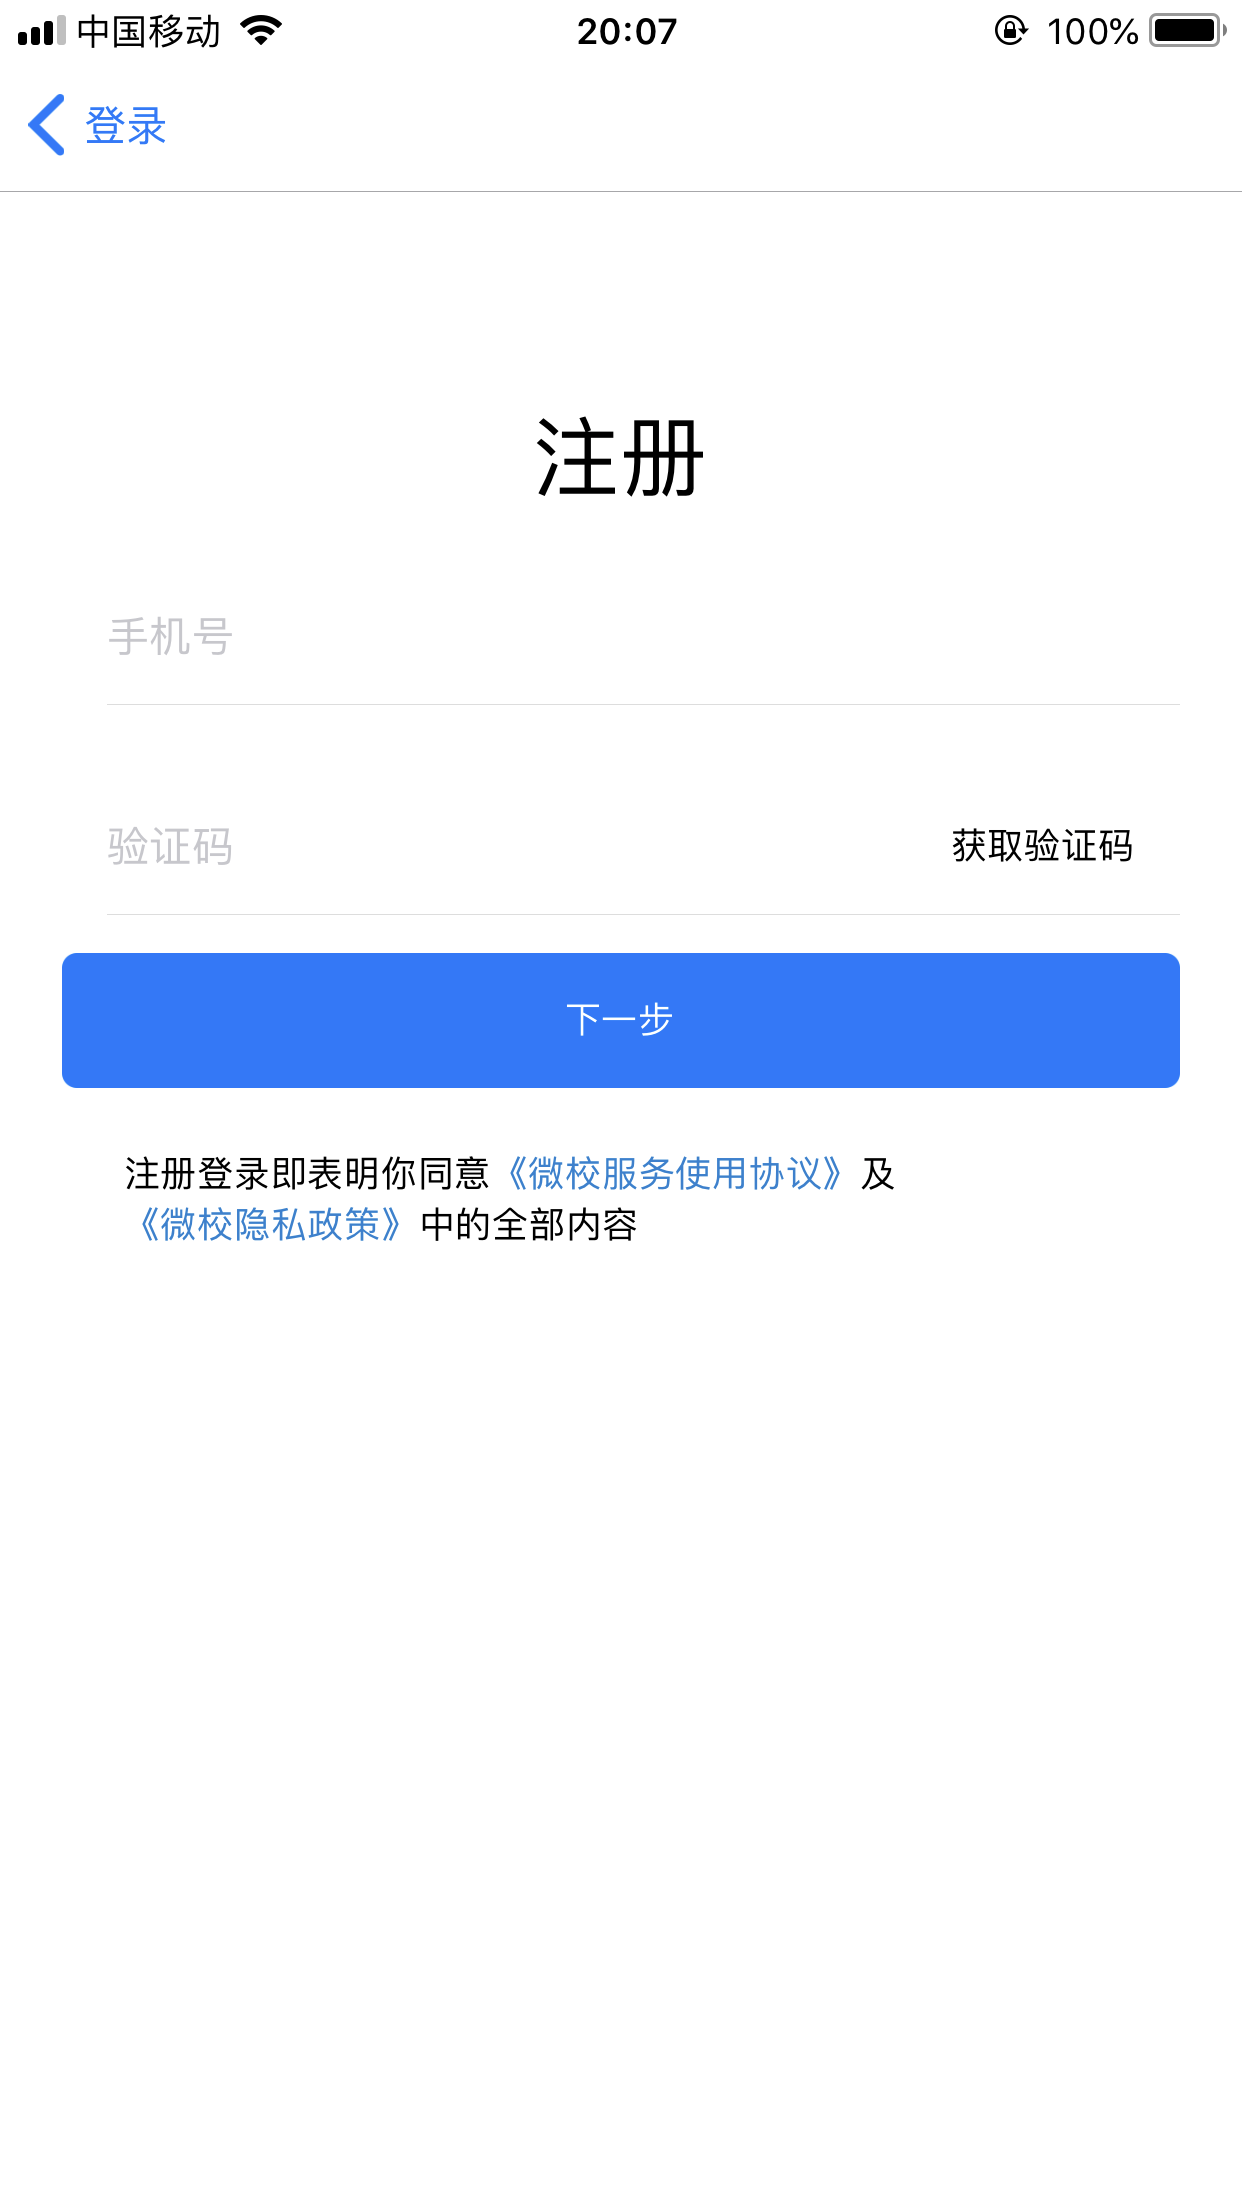 中国移动 20:07 100%
登录
注册
手机号
验证码 获取验证码
下一步
注册登录即表明你同意《微校服务使用协议》及
《微校隐私政策》中的全部内容